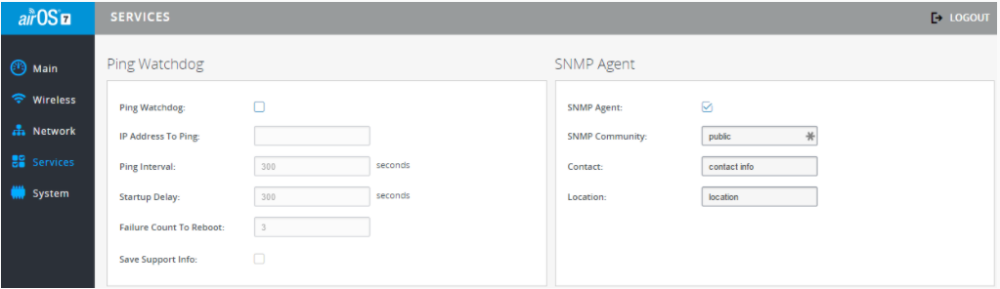 airOS 7
SERVICES
LOGOUT
Main
Wireless
Network
Services
System
Ping Watchdog
Ping Watchdog:
IP Address To Ping:
Ping Interval: 300 seconds
Startup Delay: 300 seconds
Failure Count To Reboot: 3
Save Support Info:
SNMP Agent
SNMP Agent:
SNMP Community: public *
Contact: contact info
Location: location